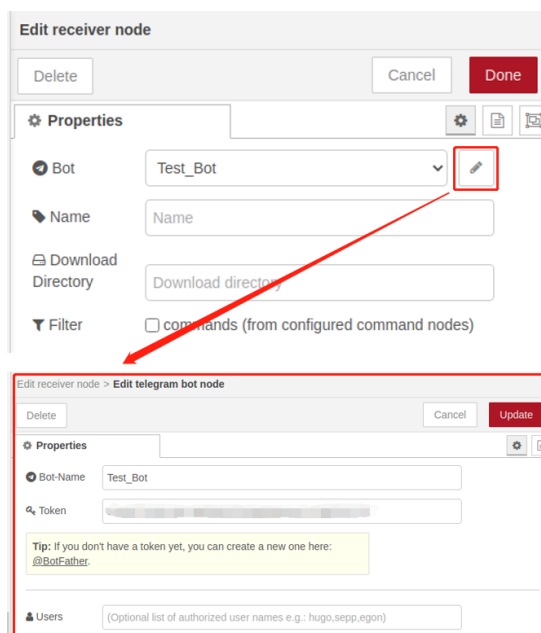 Edit receiver node
Delete
Cancel
Done
Properties
Bot
Test_Bot
Name
Name
Download
Directory
Download directory
Filter
commands (from configured command nodes)
Edit receiver node > Edit telegram bot node
Delete
Cancel
Update
Properties
Bot-Name
Test_Bot
Token
Tip: If you don't have a token yet, you can create a new one here:
@BotFather.
Users
(Optional list of authorized user names e.g.: hugo,sepp,egon)